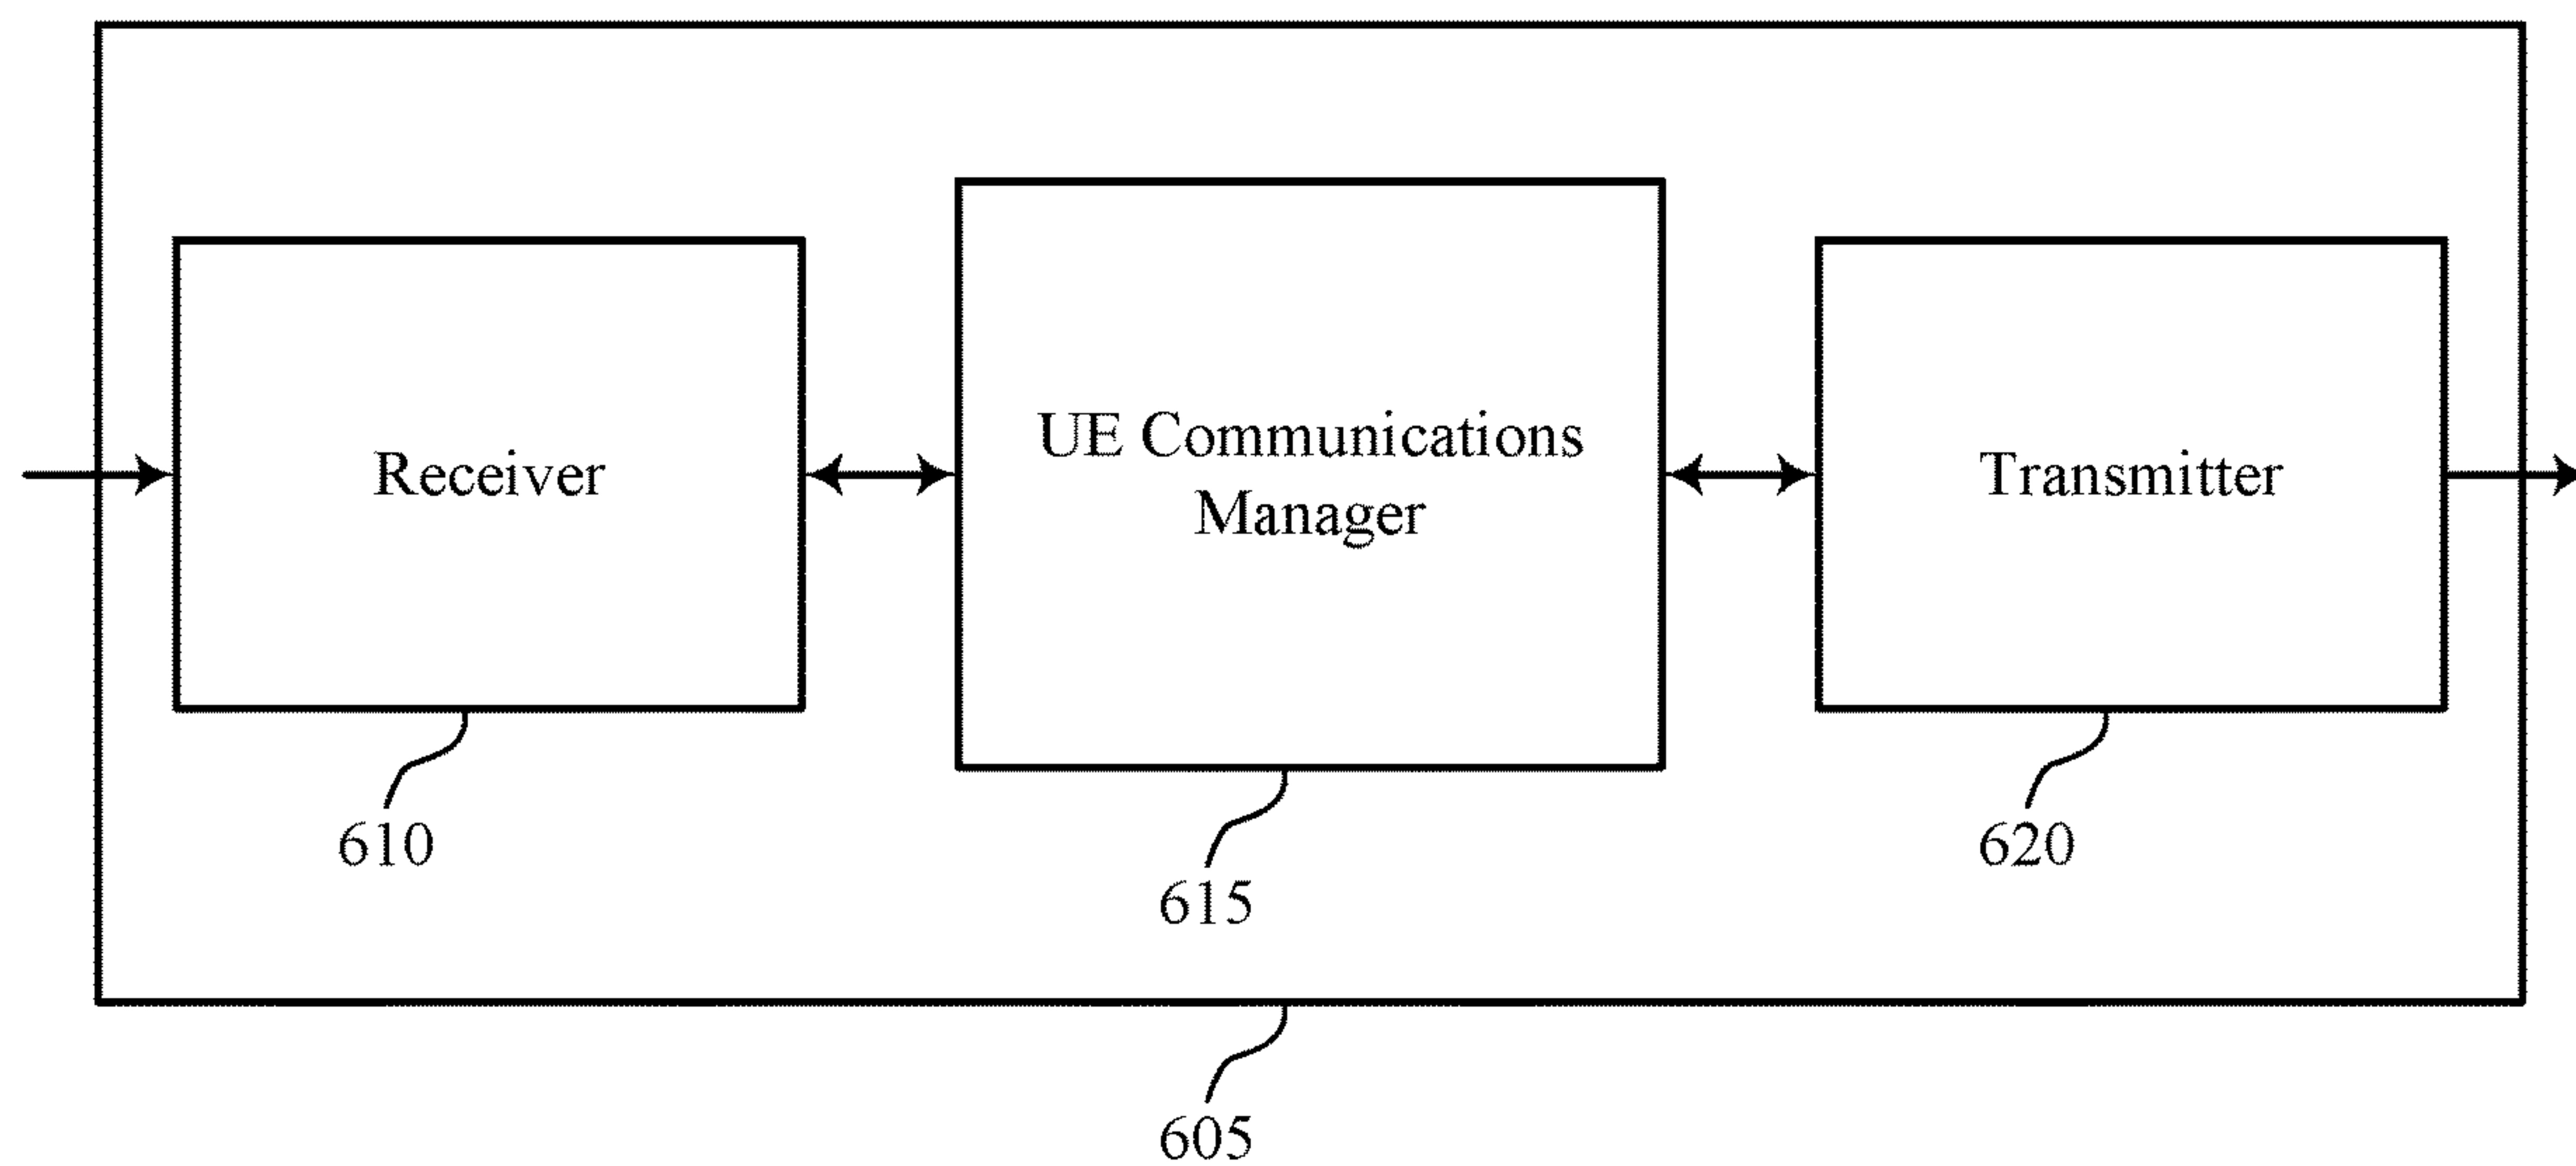 Receiver
UE Communications
Manager
Transmitter
610
615
620
605